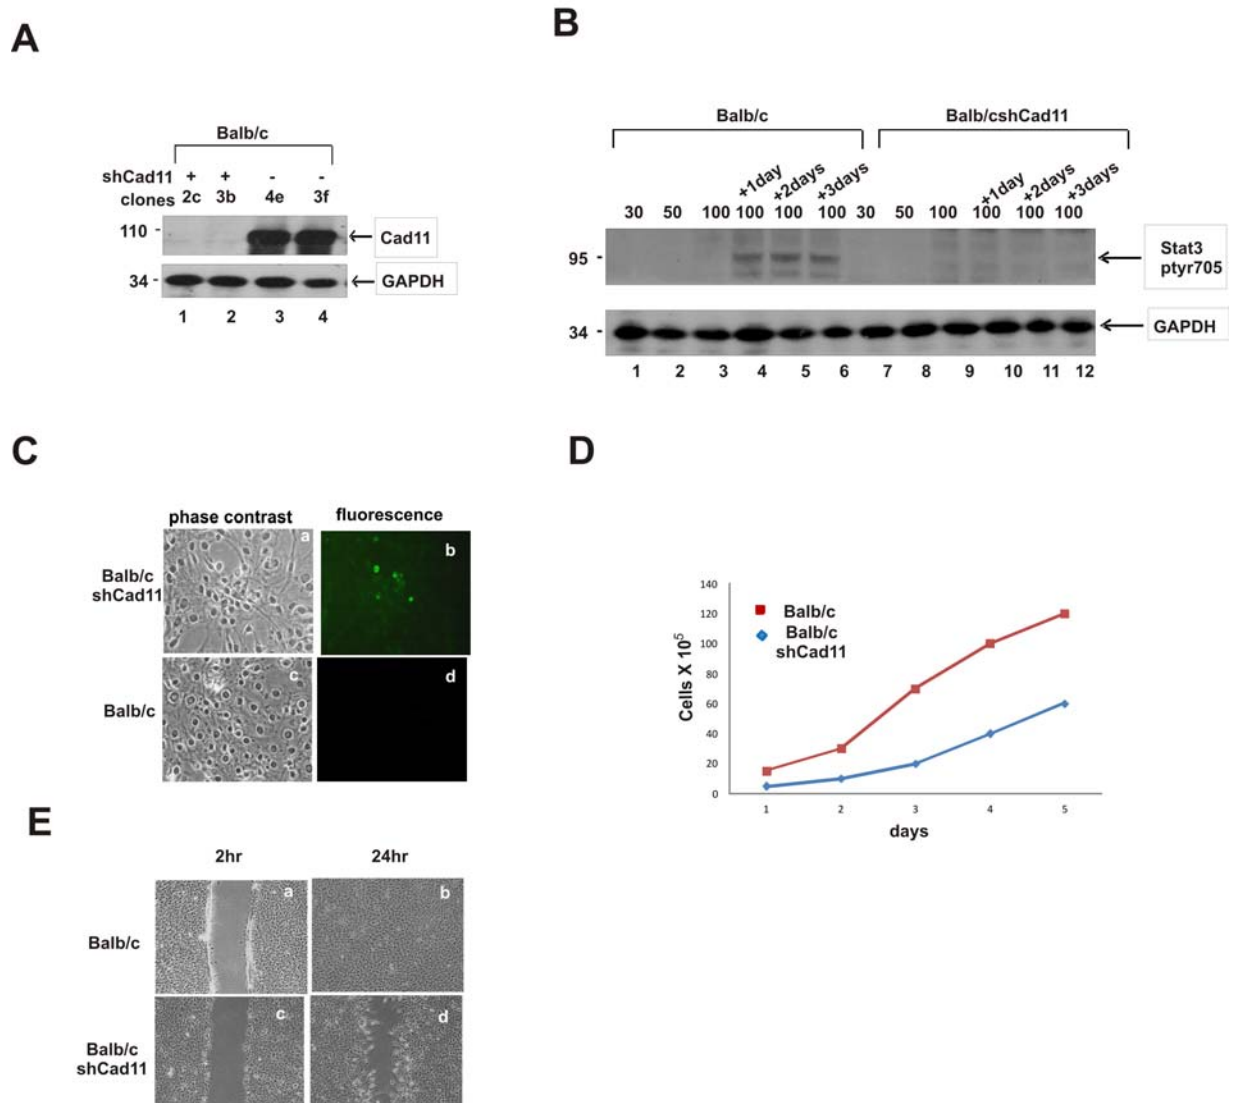 A
Balb/c
shCad11 + + - -
clones 2c 3b 4e 3f
110 - Cad11
34 - GAPDH
1 2 3 4
B
Balb/c Balb/cshCad11
+1day +2days +3days +1day +2days +3days
30 50 100 100 100 100 30 50 100 100 100 100
95 - Stat3
ptyr705
34 - GAPDH
1 2 3 4 5 6 7 8 9 10 11 12
C
phase contrast fluorescence
a b
Balb/c
shCad11
c d
Balb/c
D
140
120
100
80
60
40
20
0
Cells X 10⁵
Balb/c
Balb/c
shCad11
1 2 3 4 5
days
E
2hr 24hr
a b
Balb/c
c d
Balb/c
shCad11